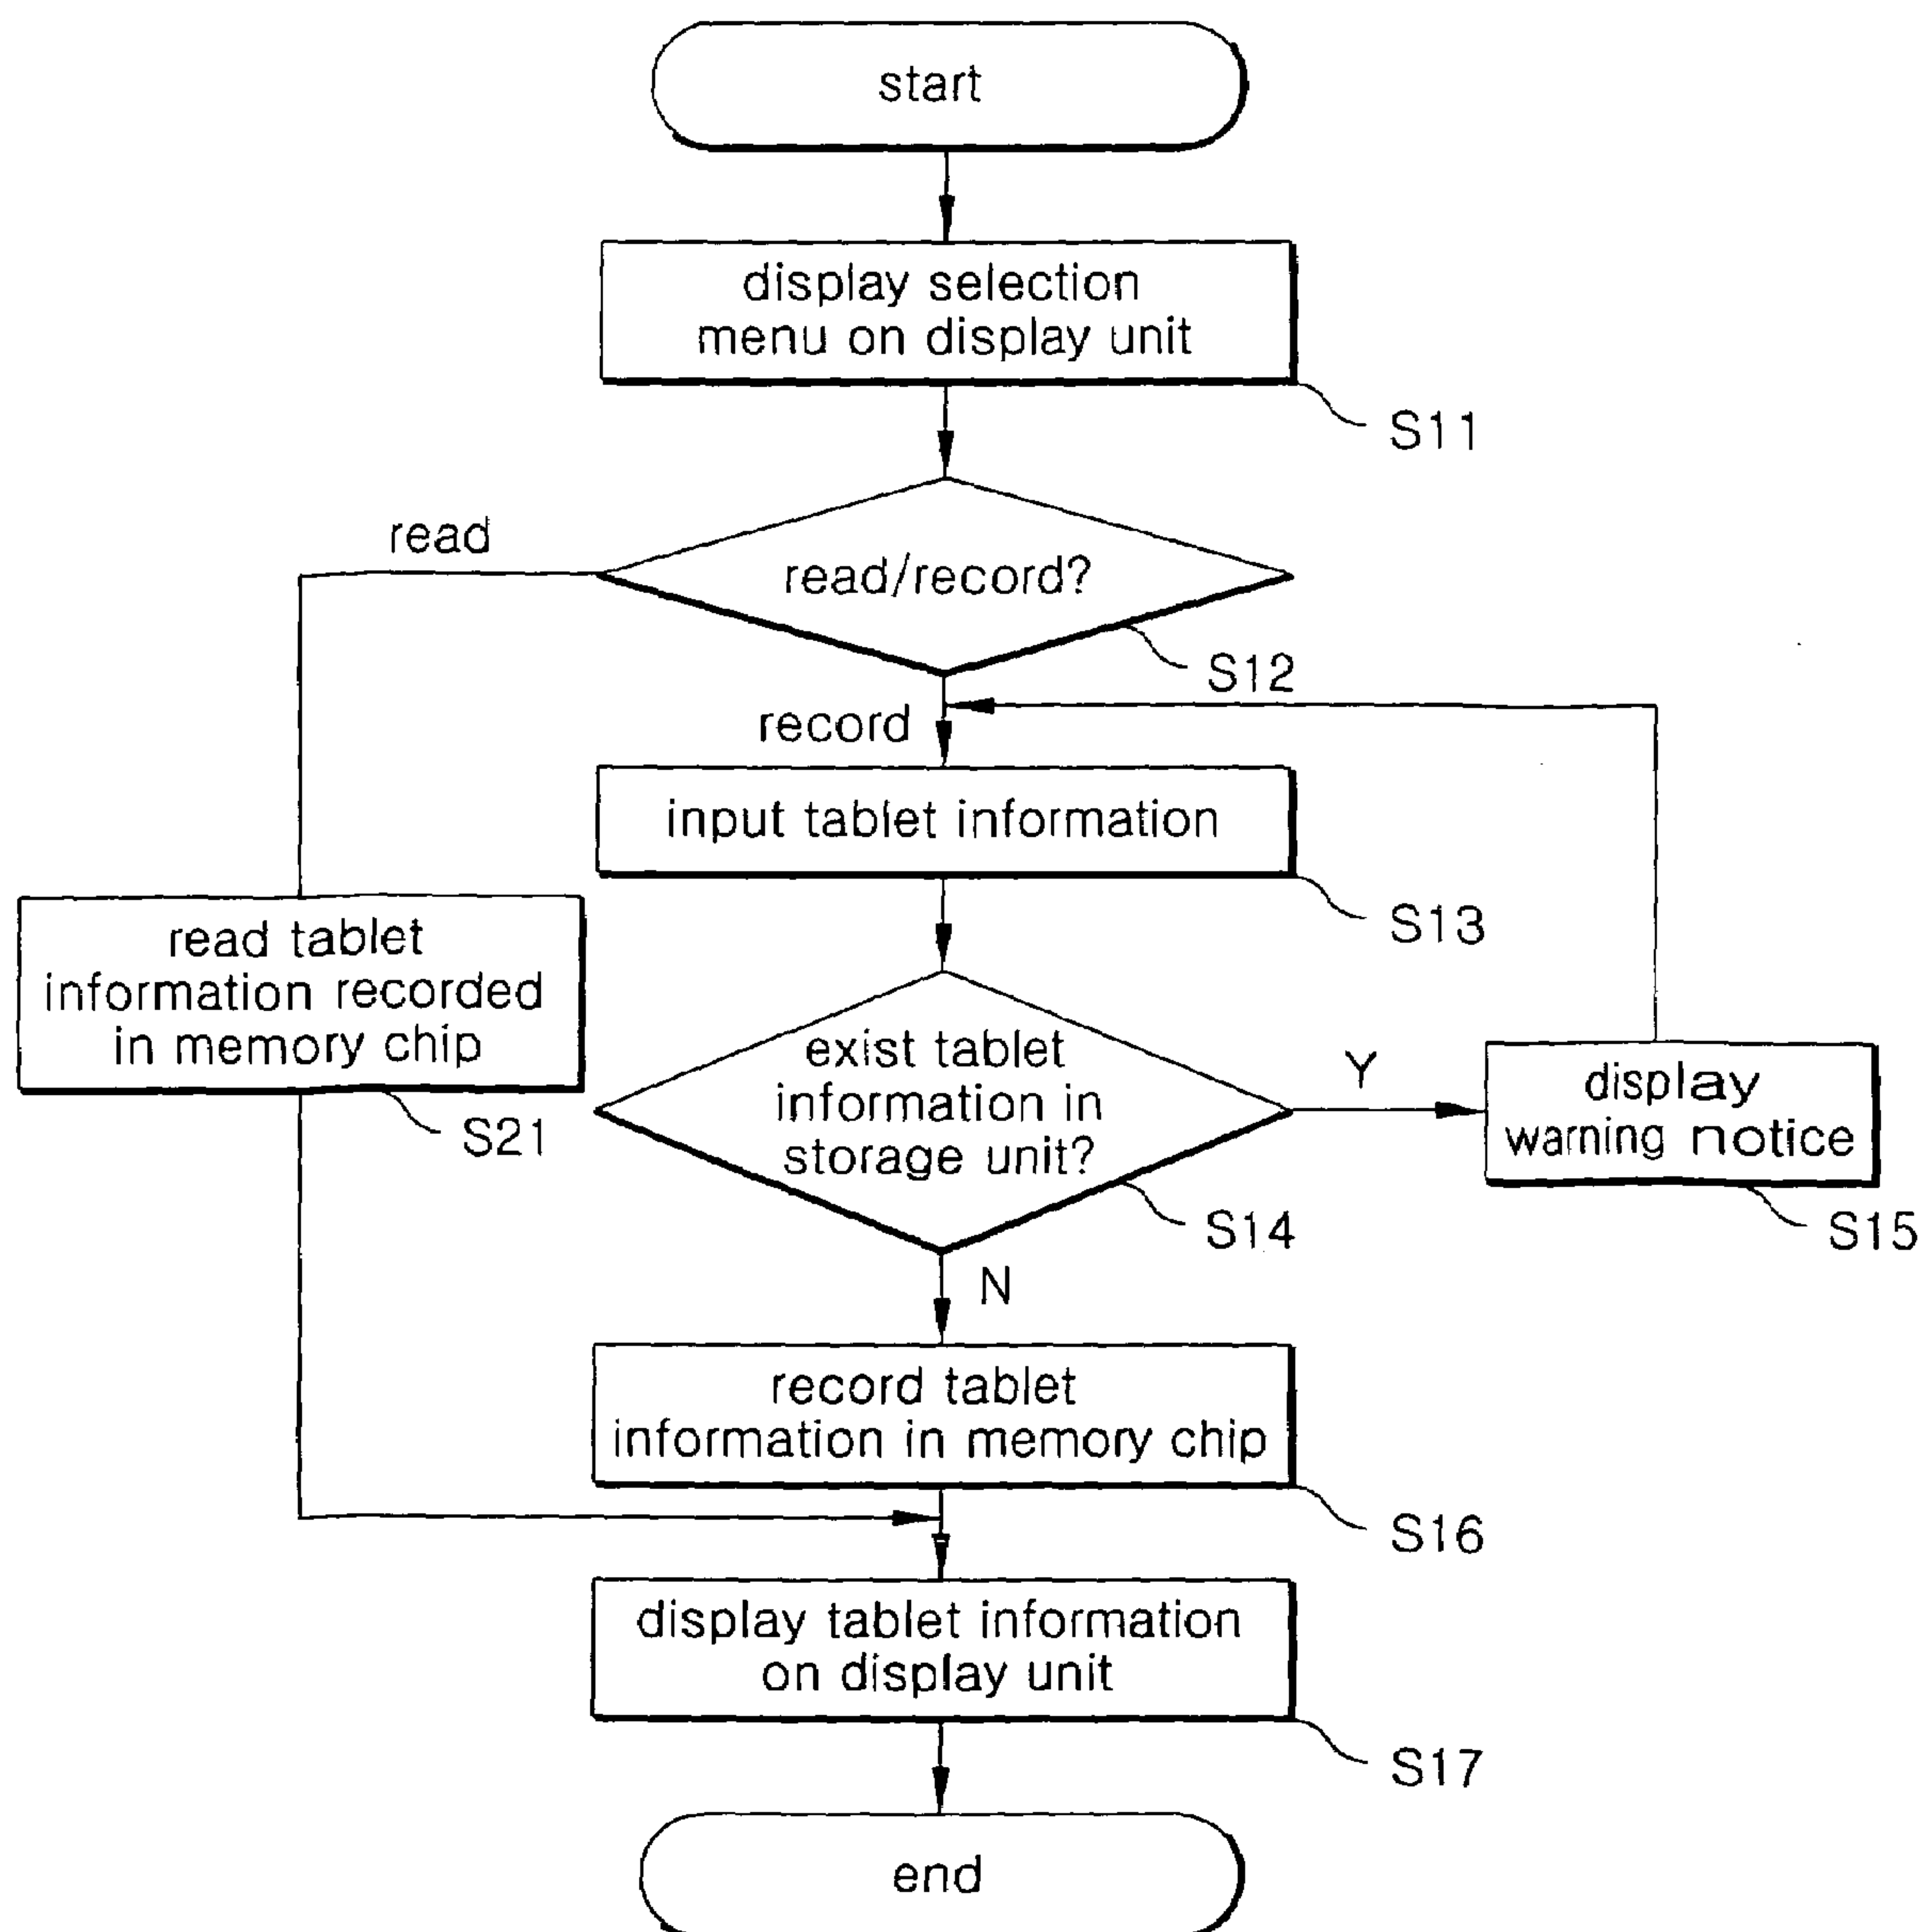 start
display selection
menu on display unit
S11
read
read/record?
S12
record
input tablet information
S13
read tablet
information recorded
in memory chip
S21
exist tablet
information in
storage unit?
S14
Y
display
warning notice
S15
N
record tablet
information in memory chip
S16
display tablet information
on display unit
S17
end